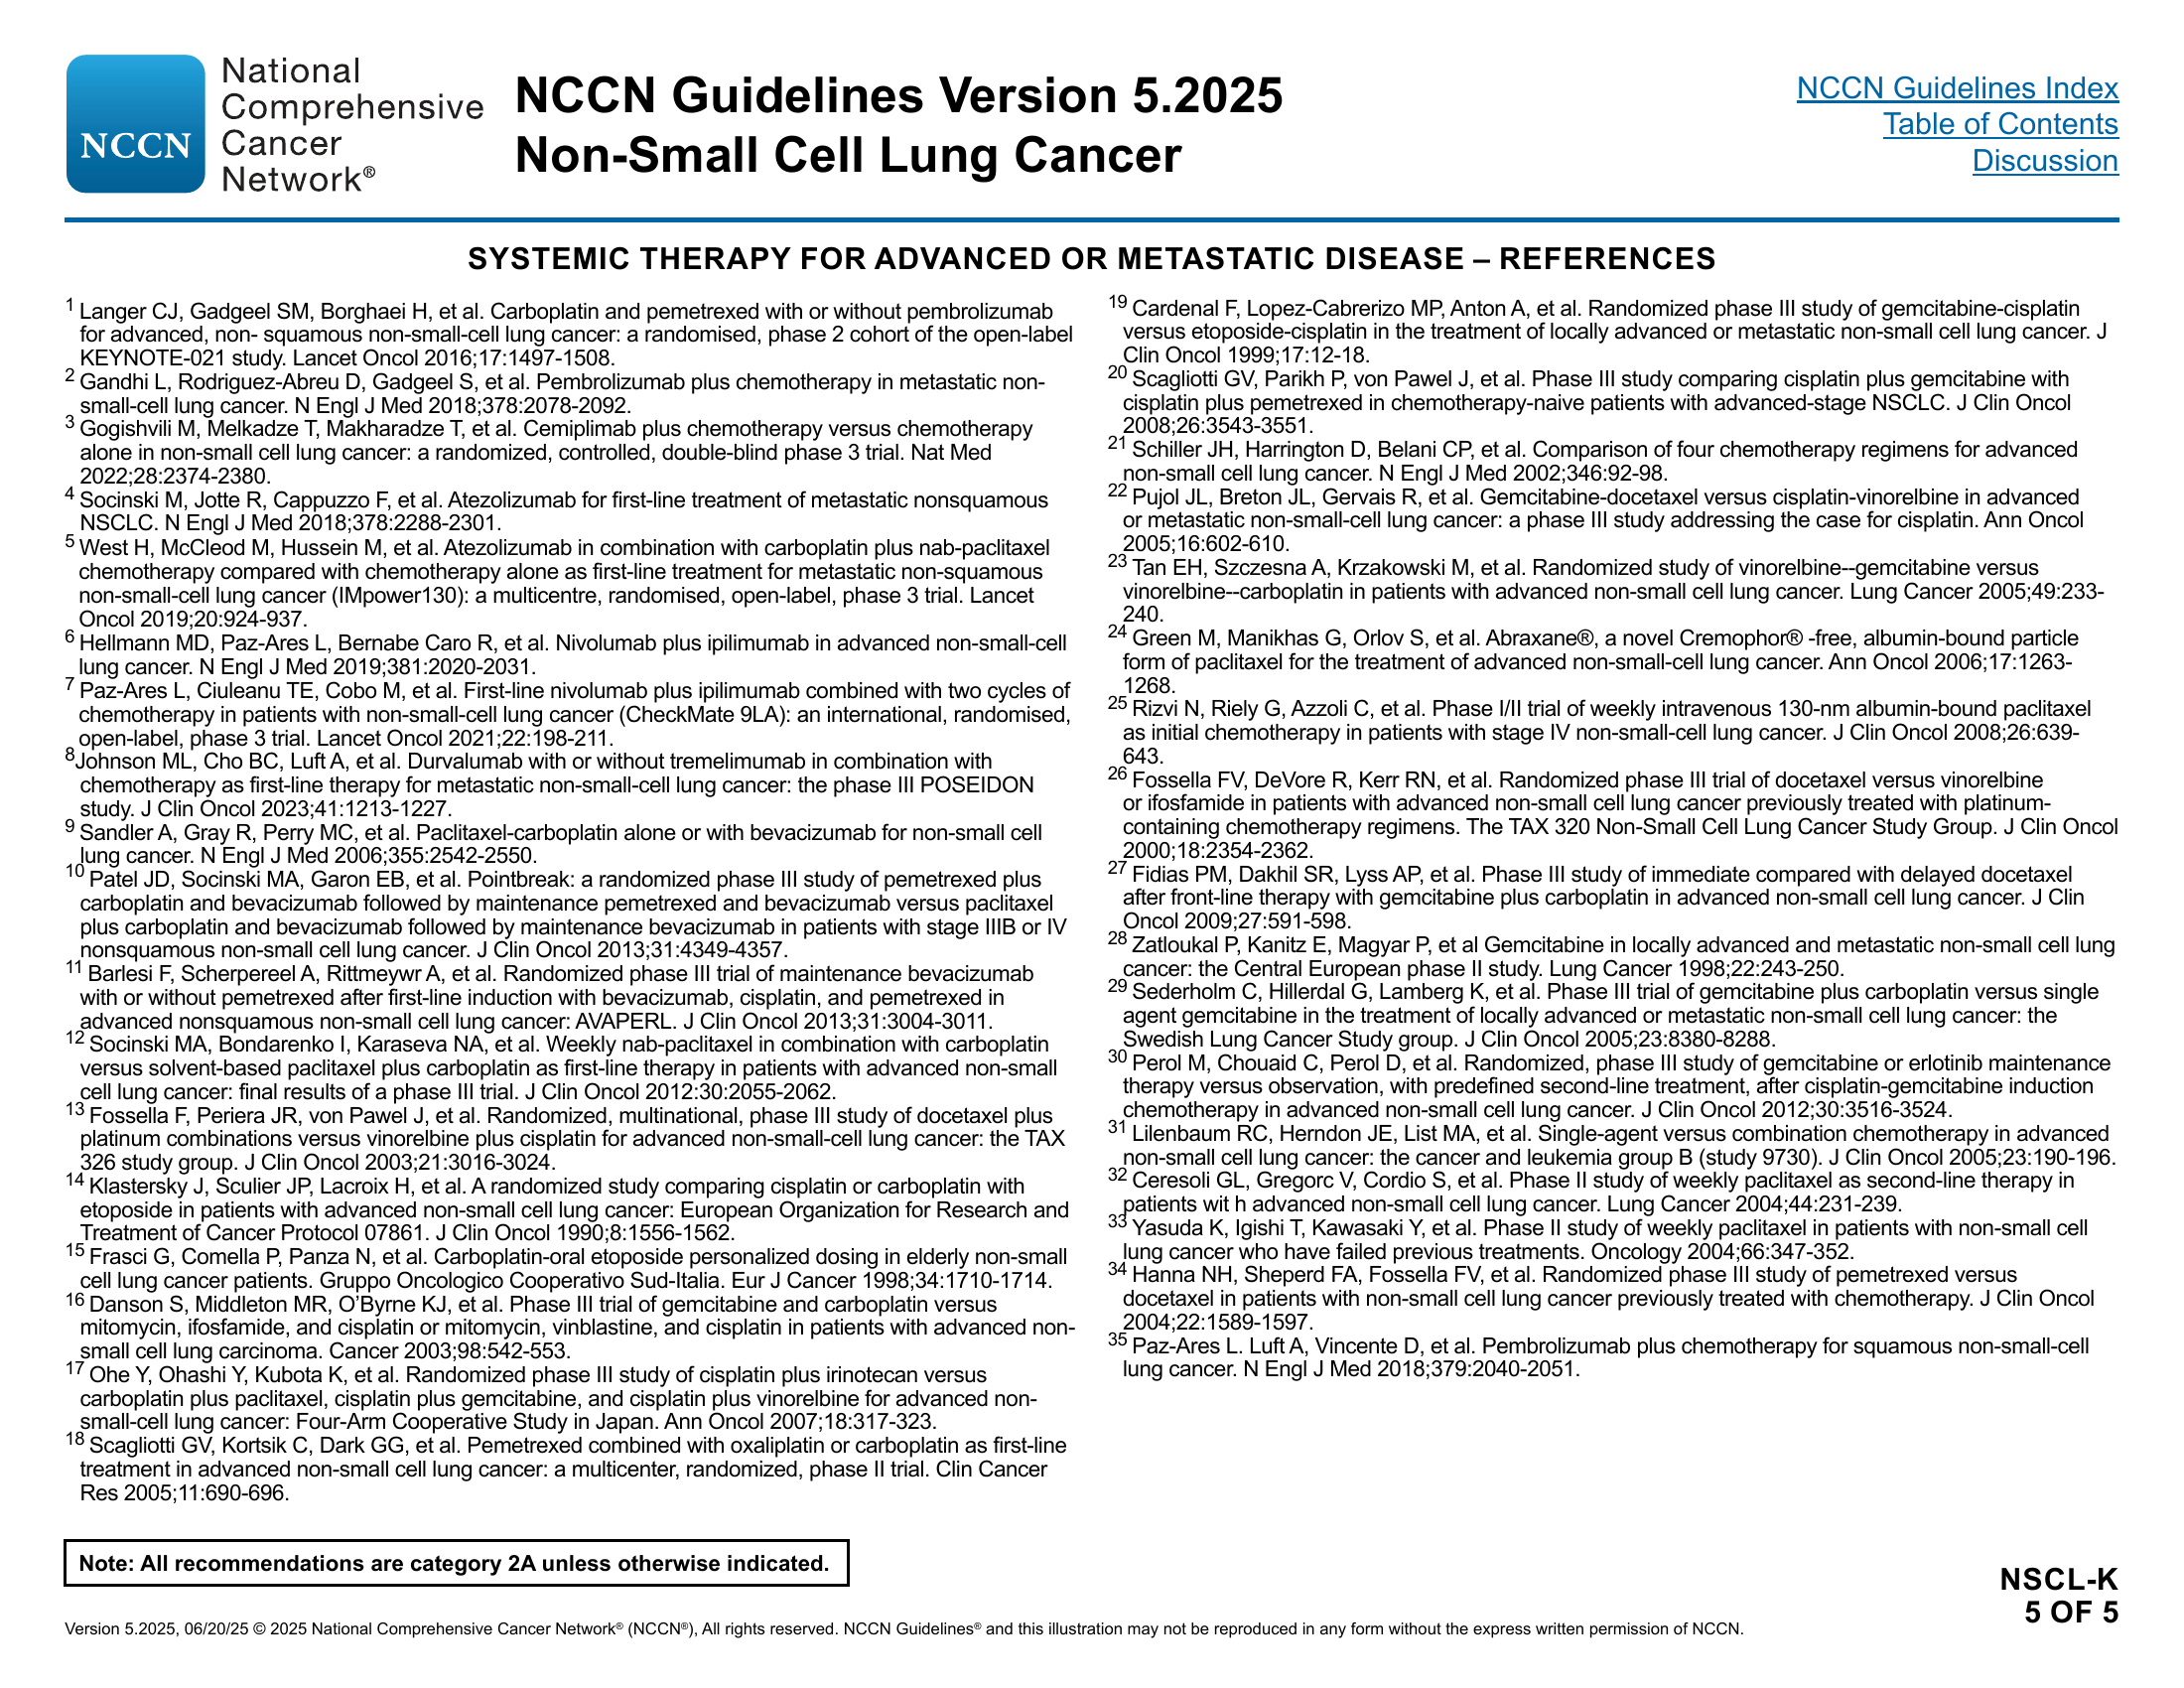 NCCN
National
Comprehensive
Cancer
Network®
NCCN Guidelines Version 5.2025
Non-Small Cell Lung Cancer
NCCN Guidelines Index
Table of Contents
Discussion
SYSTEMIC THERAPY FOR ADVANCED OR METASTATIC DISEASE – REFERENCES
1 Langer CJ, Gadgeel SM, Borghaei H, et al. Carboplatin and pemetrexed with or without pembrolizumab
for advanced, non- squamous non-small-cell lung cancer: a randomised, phase 2 cohort of the open-label
KEYNOTE-021 study. Lancet Oncol 2016;17:1497-1508.
2 Gandhi L, Rodriguez-Abreu D, Gadgeel S, et al. Pembrolizumab plus chemotherapy in metastatic non-
small-cell lung cancer. N Engl J Med 2018;378:2078-2092.
3 Gogishvili M, Melkadze T, Makharadze T, et al. Cemiplimab plus chemotherapy versus chemotherapy
alone in non-small cell lung cancer: a randomized, controlled, double-blind phase 3 trial. Nat Med
2022;28:2374-2380.
4 Socinski M, Jotte R, Cappuzzo F, et al. Atezolizumab for first-line treatment of metastatic nonsquamous
NSCLC. N Engl J Med 2018;378:2288-2301.
5 West H, McCleod M, Hussein M, et al. Atezolizumab in combination with carboplatin plus nab-paclitaxel
chemotherapy compared with chemotherapy alone as first-line treatment for metastatic non-squamous
non-small-cell lung cancer (IMpower130): a multicentre, randomised, open-label, phase 3 trial. Lancet
Oncol 2019;20:924-937.
6 Hellmann MD, Paz-Ares L, Bernabe Caro R, et al. Nivolumab plus ipilimumab in advanced non-small-cell
lung cancer. N Engl J Med 2019;381:2020-2031.
7 Paz-Ares L, Ciuleanu TE, Cobo M, et al. First-line nivolumab plus ipilimumab combined with two cycles of
chemotherapy in patients with non-small-cell lung cancer (CheckMate 9LA): an international, randomised,
open-label, phase 3 trial. Lancet Oncol 2021;22:198-211.
8Johnson ML, Cho BC, Luft A, et al. Durvalumab with or without tremelimumab in combination with
chemotherapy as first-line therapy for metastatic non-small-cell lung cancer: the phase III POSEIDON
study. J Clin Oncol 2023;41:1213-1227.
9 Sandler A, Gray R, Perry MC, et al. Paclitaxel-carboplatin alone or with bevacizumab for non-small cell
lung cancer. N Engl J Med 2006;355:2542-2550.
10 Patel JD, Socinski MA, Garon EB, et al. Pointbreak: a randomized phase III study of pemetrexed plus
carboplatin and bevacizumab followed by maintenance pemetrexed and bevacizumab versus paclitaxel
plus carboplatin and bevacizumab followed by maintenance bevacizumab in patients with stage IIIB or IV
nonsquamous non-small cell lung cancer. J Clin Oncol 2013;31:4349-4357.
11 Barlesi F, Scherpereel A, Rittmeywr A, et al. Randomized phase III trial of maintenance bevacizumab
with or without pemetrexed after first-line induction with bevacizumab, cisplatin, and pemetrexed in
advanced nonsquamous non-small cell lung cancer: AVAPERL. J Clin Oncol 2013;31:3004-3011.
12 Socinski MA, Bondarenko I, Karaseva NA, et al. Weekly nab-paclitaxel in combination with carboplatin
versus solvent-based paclitaxel plus carboplatin as first-line therapy in patients with advanced non-small
cell lung cancer: final results of a phase III trial. J Clin Oncol 2012:30:2055-2062.
13 Fossella F, Periera JR, von Pawel J, et al. Randomized, multinational, phase III study of docetaxel plus
platinum combinations versus vinorelbine plus cisplatin for advanced non-small-cell lung cancer: the TAX
326 study group. J Clin Oncol 2003;21:3016-3024.
14 Klastersky J, Sculier JP, Lacroix H, et al. A randomized study comparing cisplatin or carboplatin with
etoposide in patients with advanced non-small cell lung cancer: European Organization for Research and
Treatment of Cancer Protocol 07861. J Clin Oncol 1990;8:1556-1562.
15 Frasci G, Comella P, Panza N, et al. Carboplatin-oral etoposide personalized dosing in elderly non-small
cell lung cancer patients. Gruppo Oncologico Cooperativo Sud-Italia. Eur J Cancer 1998;34:1710-1714.
16 Danson S, Middleton MR, O’Byrne KJ, et al. Phase III trial of gemcitabine and carboplatin versus
mitomycin, ifosfamide, and cisplatin or mitomycin, vinblastine, and cisplatin in patients with advanced non-
small cell lung carcinoma. Cancer 2003;98:542-553.
17 Ohe Y, Ohashi Y, Kubota K, et al. Randomized phase III study of cisplatin plus irinotecan versus
carboplatin plus paclitaxel, cisplatin plus gemcitabine, and cisplatin plus vinorelbine for advanced non-
small-cell lung cancer: Four-Arm Cooperative Study in Japan. Ann Oncol 2007;18:317-323.
18 Scagliotti GV, Kortsik C, Dark GG, et al. Pemetrexed combined with oxaliplatin or carboplatin as first-line
treatment in advanced non-small cell lung cancer: a multicenter, randomized, phase II trial. Clin Cancer
Res 2005;11:690-696.
19 Cardenal F, Lopez-Cabrerizo MP, Anton A, et al. Randomized phase III study of gemcitabine-cisplatin
versus etoposide-cisplatin in the treatment of locally advanced or metastatic non-small cell lung cancer. J
Clin Oncol 1999;17:12-18.
20 Scagliotti GV, Parikh P, von Pawel J, et al. Phase III study comparing cisplatin plus gemcitabine with
cisplatin plus pemetrexed in chemotherapy-naive patients with advanced-stage NSCLC. J Clin Oncol
2008;26:3543-3551.
21 Schiller JH, Harrington D, Belani CP, et al. Comparison of four chemotherapy regimens for advanced
non-small cell lung cancer. N Engl J Med 2002;346:92-98.
22 Pujol JL, Breton JL, Gervais R, et al. Gemcitabine-docetaxel versus cisplatin-vinorelbine in advanced
or metastatic non-small-cell lung cancer: a phase III study addressing the case for cisplatin. Ann Oncol
2005;16:602-610.
23 Tan EH, Szczesna A, Krzakowski M, et al. Randomized study of vinorelbine--gemcitabine versus
vinorelbine--carboplatin in patients with advanced non-small cell lung cancer. Lung Cancer 2005;49:233-
240.
24 Green M, Manikhas G, Orlov S, et al. Abraxane®, a novel Cremophor® -free, albumin-bound particle
form of paclitaxel for the treatment of advanced non-small-cell lung cancer. Ann Oncol 2006;17:1263-
1268.
25 Rizvi N, Riely G, Azzoli C, et al. Phase I/II trial of weekly intravenous 130-nm albumin-bound paclitaxel
as initial chemotherapy in patients with stage IV non-small-cell lung cancer. J Clin Oncol 2008;26:639-
643.
26 Fossella FV, DeVore R, Kerr RN, et al. Randomized phase III trial of docetaxel versus vinorelbine
or ifosfamide in patients with advanced non-small cell lung cancer previously treated with platinum-
containing chemotherapy regimens. The TAX 320 Non-Small Cell Lung Cancer Study Group. J Clin Oncol
2000;18:2354-2362.
27 Fidias PM, Dakhil SR, Lyss AP, et al. Phase III study of immediate compared with delayed docetaxel
after front-line therapy with gemcitabine plus carboplatin in advanced non-small cell lung cancer. J Clin
Oncol 2009;27:591-598.
28 Zatloukal P, Kanitz E, Magyar P, et al Gemcitabine in locally advanced and metastatic non-small cell lung
cancer: the Central European phase II study. Lung Cancer 1998;22:243-250.
29 Sederholm C, Hillerdal G, Lamberg K, et al. Phase III trial of gemcitabine plus carboplatin versus single
agent gemcitabine in the treatment of locally advanced or metastatic non-small cell lung cancer: the
Swedish Lung Cancer Study group. J Clin Oncol 2005;23:8380-8288.
30 Perol M, Chouaid C, Perol D, et al. Randomized, phase III study of gemcitabine or erlotinib maintenance
therapy versus observation, with predefined second-line treatment, after cisplatin-gemcitabine induction
chemotherapy in advanced non-small cell lung cancer. J Clin Oncol 2012;30:3516-3524.
31 Lilenbaum RC, Herndon JE, List MA, et al. Single-agent versus combination chemotherapy in advanced
non-small cell lung cancer: the cancer and leukemia group B (study 9730). J Clin Oncol 2005;23:190-196.
32 Ceresoli GL, Gregorc V, Cordio S, et al. Phase II study of weekly paclitaxel as second-line therapy in
patients wit h advanced non-small cell lung cancer. Lung Cancer 2004;44:231-239.
33 Yasuda K, Igishi T, Kawasaki Y, et al. Phase II study of weekly paclitaxel in patients with non-small cell
lung cancer who have failed previous treatments. Oncology 2004;66:347-352.
34 Hanna NH, Sheperd FA, Fossella FV, et al. Randomized phase III study of pemetrexed versus
docetaxel in patients with non-small cell lung cancer previously treated with chemotherapy. J Clin Oncol
2004;22:1589-1597.
35 Paz-Ares L. Luft A, Vincente D, et al. Pembrolizumab plus chemotherapy for squamous non-small-cell
lung cancer. N Engl J Med 2018;379:2040-2051.
Note: All recommendations are category 2A unless otherwise indicated.
NSCL-K
5 OF 5
Version 5.2025, 06/20/25 © 2025 National Comprehensive Cancer Network® (NCCN®), All rights reserved. NCCN Guidelines® and this illustration may not be reproduced in any form without the express written permission of NCCN.